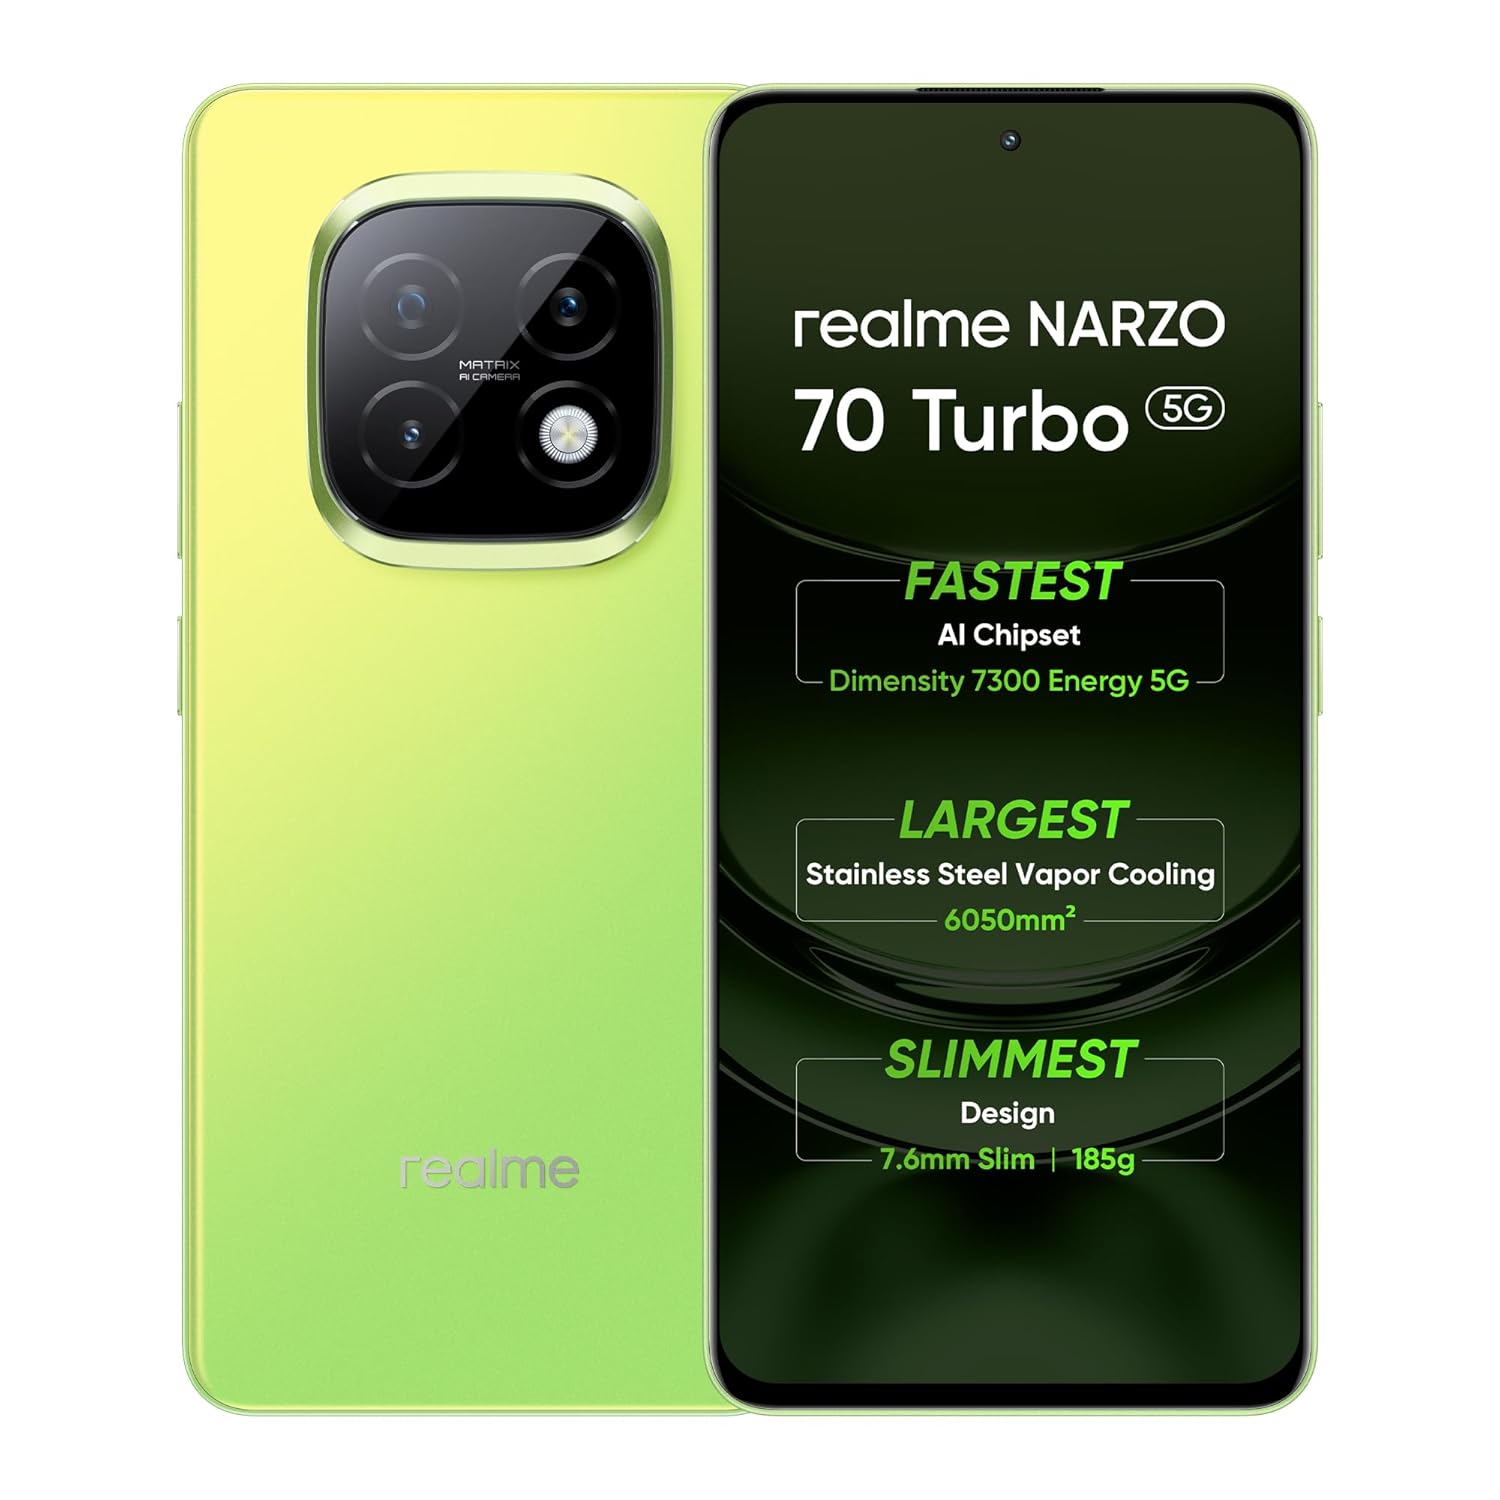 MATRIX
AI CAMERA
realme
realme NARZO
70 Turbo 5G
FASTEST
AI Chipset
Dimensity 7300 Energy 5G
LARGEST
Stainless Steel Vapor Cooling
6050mm²
SLIMMEST
Design
7.6mm Slim | 185g